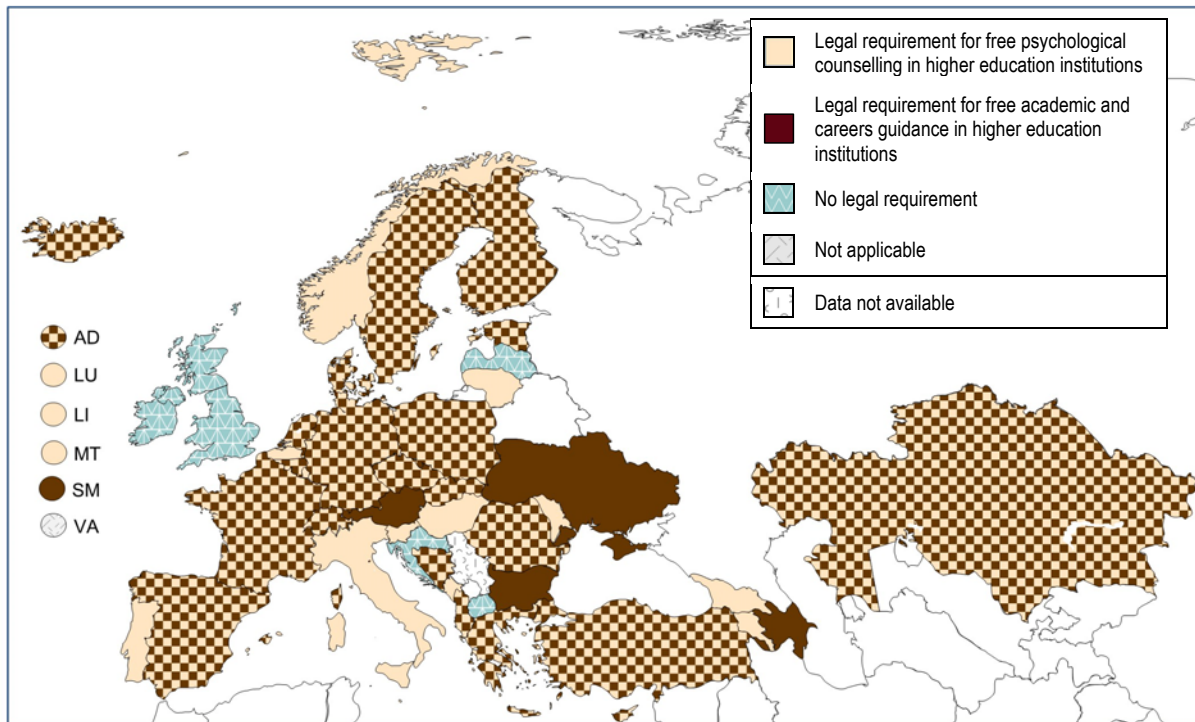 Legal requirement for free psychological
counselling in higher education institutions
Legal requirement for free academic and
careers guidance in higher education
institutions
No legal requirement
Not applicable
Data not available
AD
LU
LI
MT
SM
VA